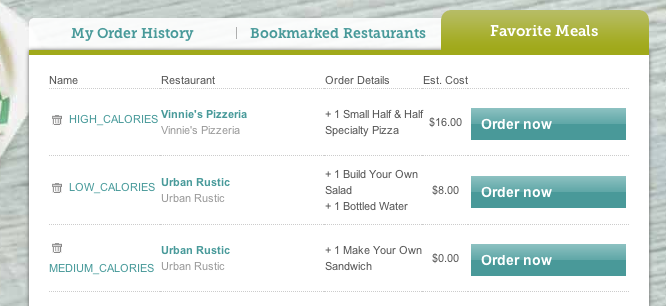 My Order History | Bookmarked Restaurants Favorite Meals
Name Restaurant Order Details Est. Cost
HIGH_CALORIES Vinnie's Pizzeria + 1 Small Half & Half $16.00 Order now
Vinnie's Pizzeria Specialty Pizza
LOW_CALORIES Urban Rustic + 1 Build Your Own $8.00 Order now
Urban Rustic Salad
+ 1 Bottled Water
MEDIUM_CALORIES Urban Rustic + 1 Make Your Own $0.00 Order now
Urban Rustic Sandwich